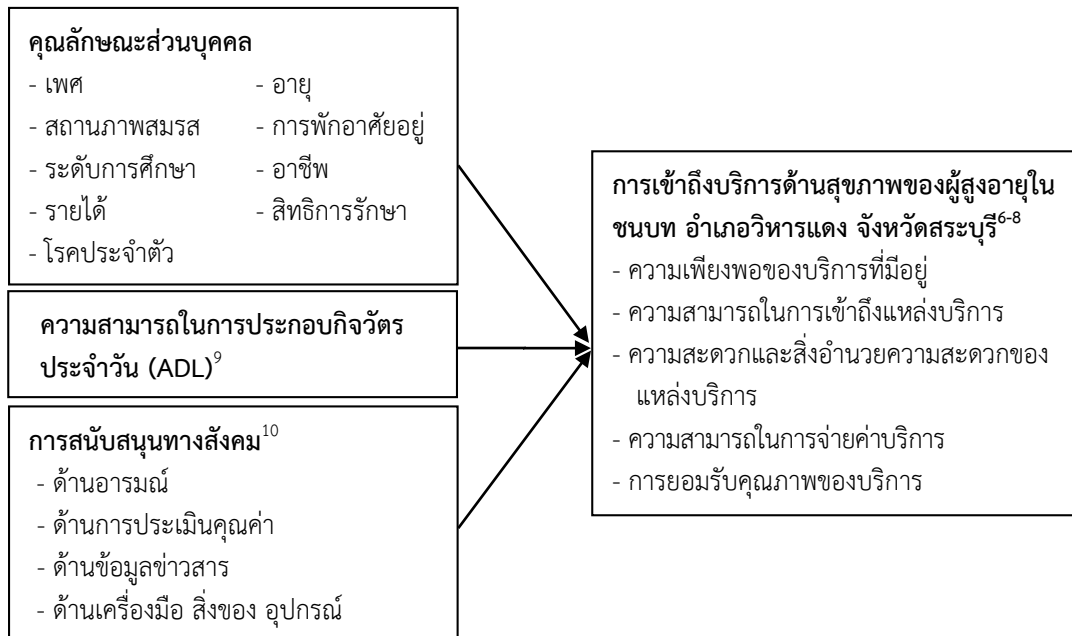 คุณลักษณะส่วนบุคคล
- เพศ - อายุ
- สถานภาพสมรส - การพักอาศัยอยู่
- ระดับการศึกษา - อาชีพ
- รายได้ - สิทธิการรักษา
- โรคประจำตัว
ความสามารถในการประกอบกิจวัตร
ประจำวัน (ADL)9
การสนับสนุนทางสังคม10
- ด้านอารมณ์
- ด้านการประเมินคุณค่า
- ด้านข้อมูลข่าวสาร
- ด้านเครื่องมือ สิ่งของ อุปกรณ์
การเข้าถึงบริการด้านสุขภาพของผู้สูงอายุใน
ชนบท อำเภอวิหารแดง จังหวัดสระบุรี6-8
- ความเพียงพอของบริการที่มีอยู่
- ความสามารถในการเข้าถึงแหล่งบริการ
- ความสะดวกและสิ่งอำนวยความสะดวกของ
แหล่งบริการ
- ความสามารถในการจ่ายค่าบริการ
- การยอมรับคุณภาพของบริการ